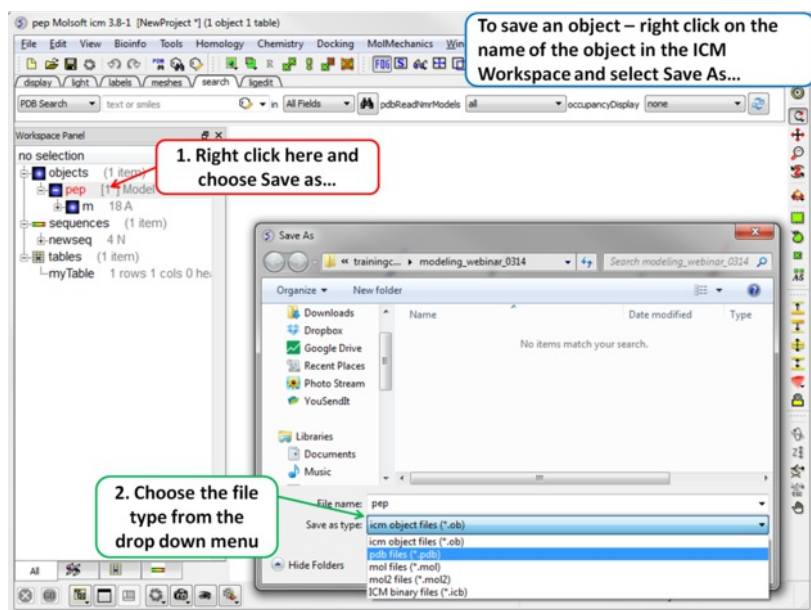 pep Molsoft icm 3.8-1 [NewProject *] (1 object 1 table)
To save an object – right click on the
name of the object in the ICM
Workspace and select Save As...
File Edit View Bioinfo Tools Homology Chemistry Docking MolMechanics
display light labels meshes search ligedit
PDB Search text or smiles in All Fields pdbReadNmrModels all occupancyDisplay none
Workspace Panel
no selection
objects (1 item)
pep [1*] Model
m 18 A
sequences (1 item)
newseq 4 N
tables (1 item)
myTable 1 rows 1 cols 0 he
1. Right click here and
choose Save as...
Save As
« trainingc... ▸ modeling_webinar_0314 Search modeling_webinar_0314
Organize New folder
Name Date modified Type
No items match your search.
Downloads
Dropbox
Google Drive
Recent Places
Photo Stream
YouSendIt
Libraries
Documents
Music
2. Choose the file
type from the
drop down menu
File name: pep
Save as type: icm object files (*.ob)
icm object files (*.ob)
pdb files (*.pdb)
mol files (*.mol)
mol2 files (*.mol2)
ICM binary files (*.icb)
Hide Folders
All